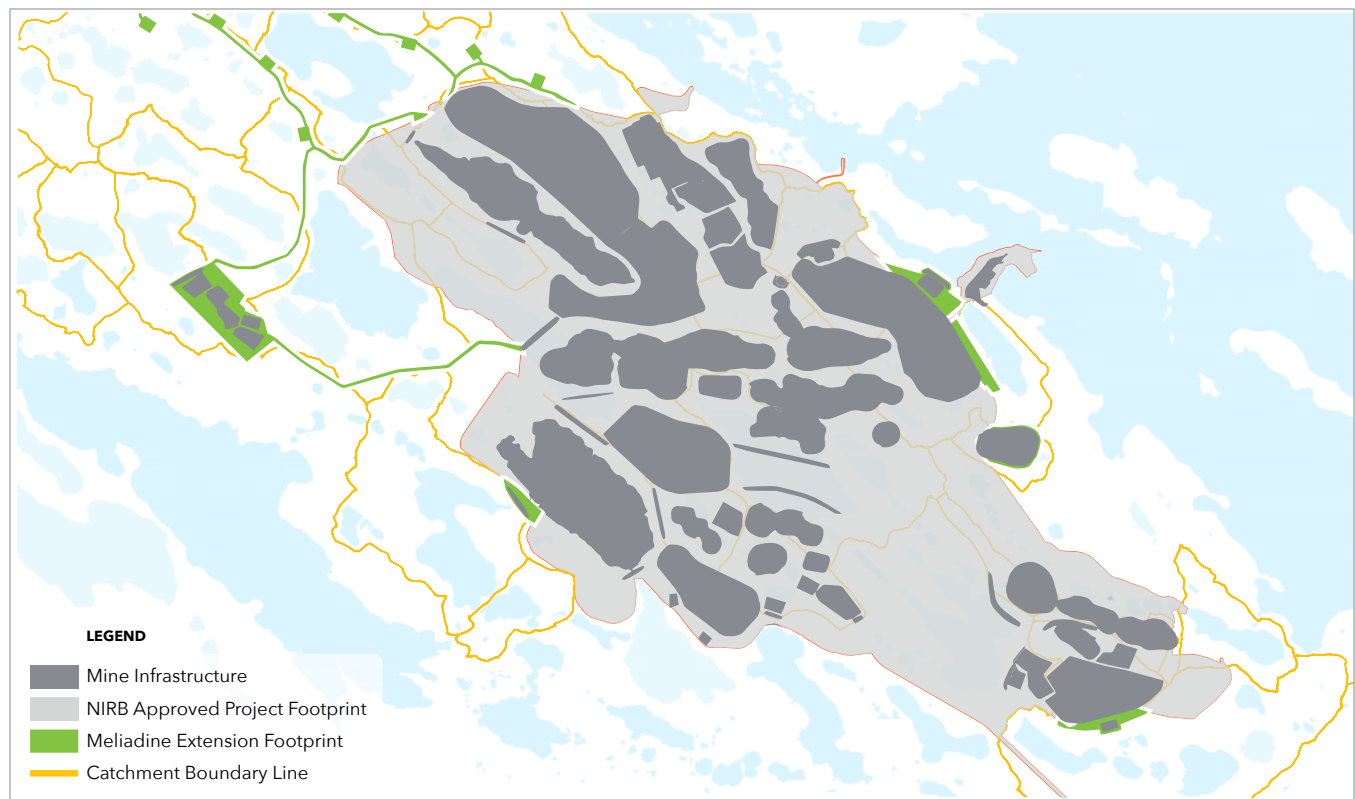 LEGEND
Mine Infrastructure
NIRB Approved Project Footprint
Meliadine Extension Footprint
Catchment Boundary Line